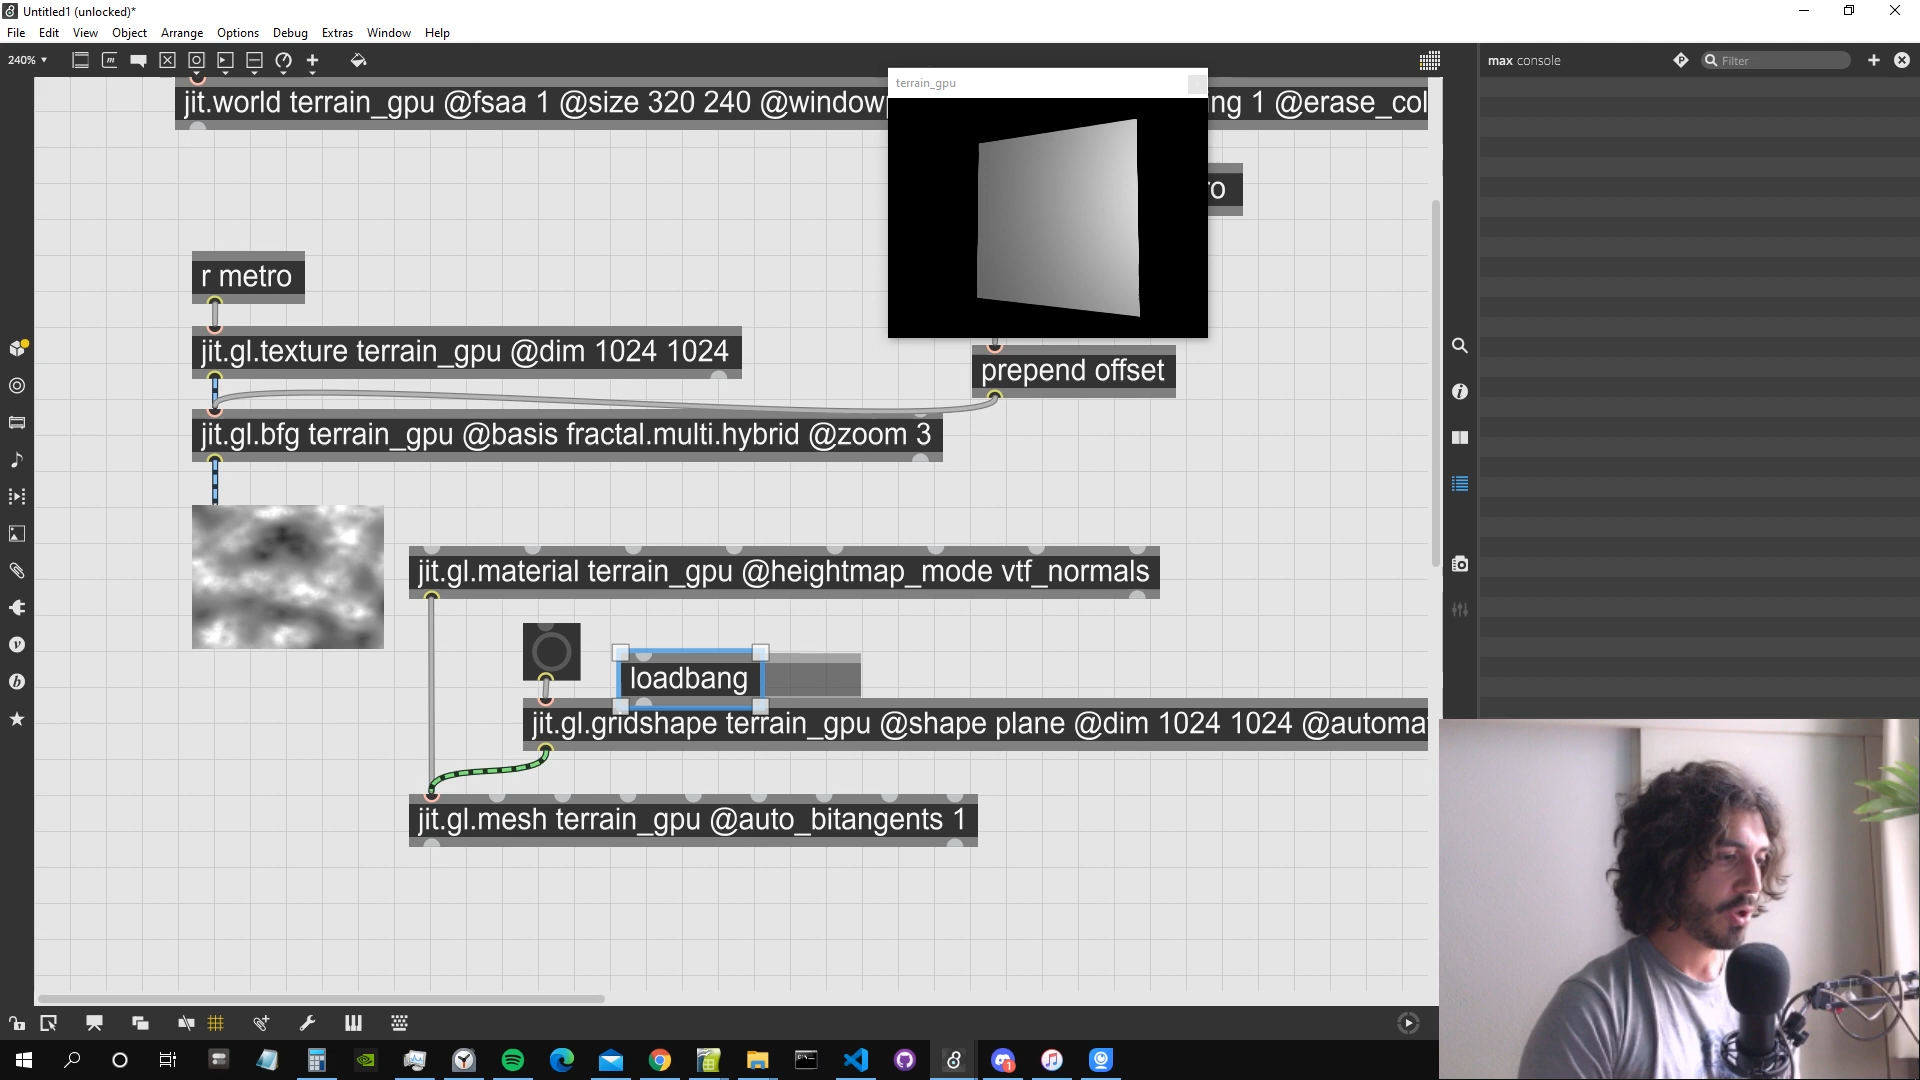 Untitled1 (unlocked)*
File Edit View Object Arrange Options Debug Extras Window Help
240%
max console
Filter
jit.world terrain_gpu @fsaa 1 @size 320 240 @window
ng 1 @erase_col
terrain_gpu
r metro
jit.gl.texture terrain_gpu @dim 1024 1024
prepend offset
jit.gl.bfg terrain_gpu @basis fractal.multi.hybrid @zoom 3
jit.gl.material terrain_gpu @heightmap_mode vtf_normals
loadbang
jit.gl.gridshape terrain_gpu @shape plane @dim 1024 1024 @automa
jit.gl.mesh terrain_gpu @auto_bitangents 1